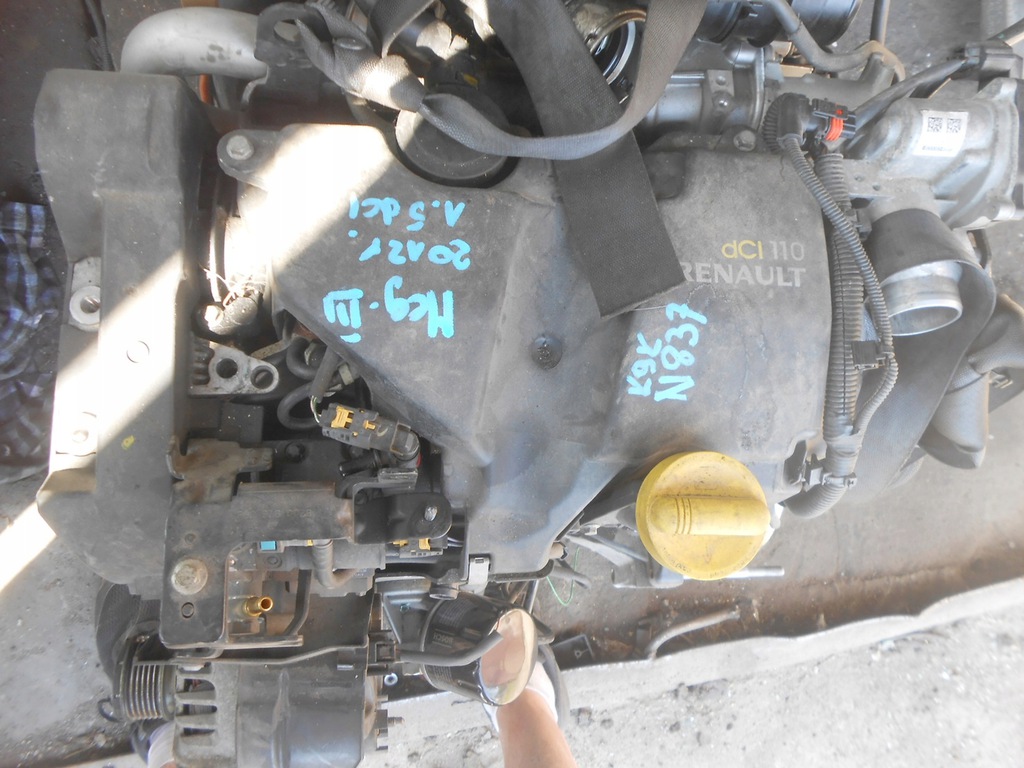 1.5 dCI
2012r.
Meg. III
dCI 110
RENAULT
K9K
N837